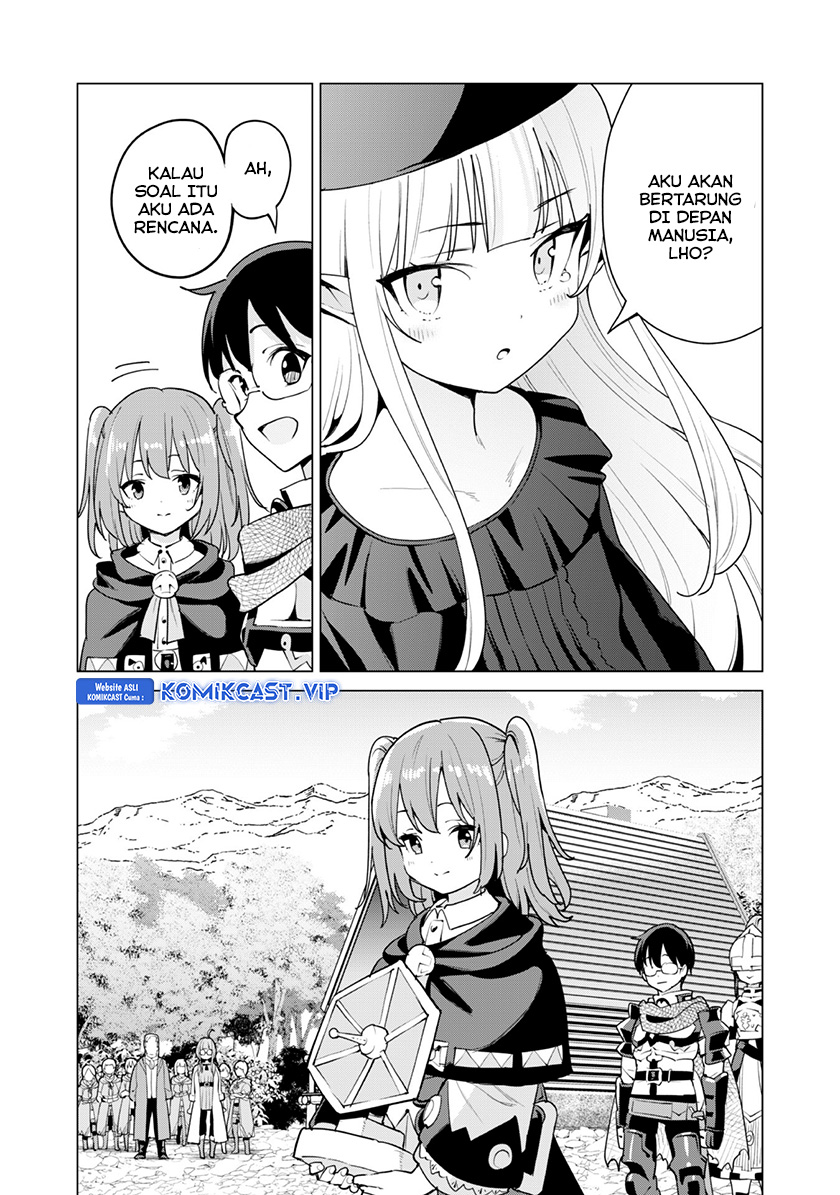 AKU AKAN
BERTARUNG
DI DEPAN
MANUSIA,
LHO?
AH,
KALAU
SOAL ITU
AKU ADA
RENCANA.
Website ASLI
KOMIKCAST Cuma :
KOMIKCAST.VIP